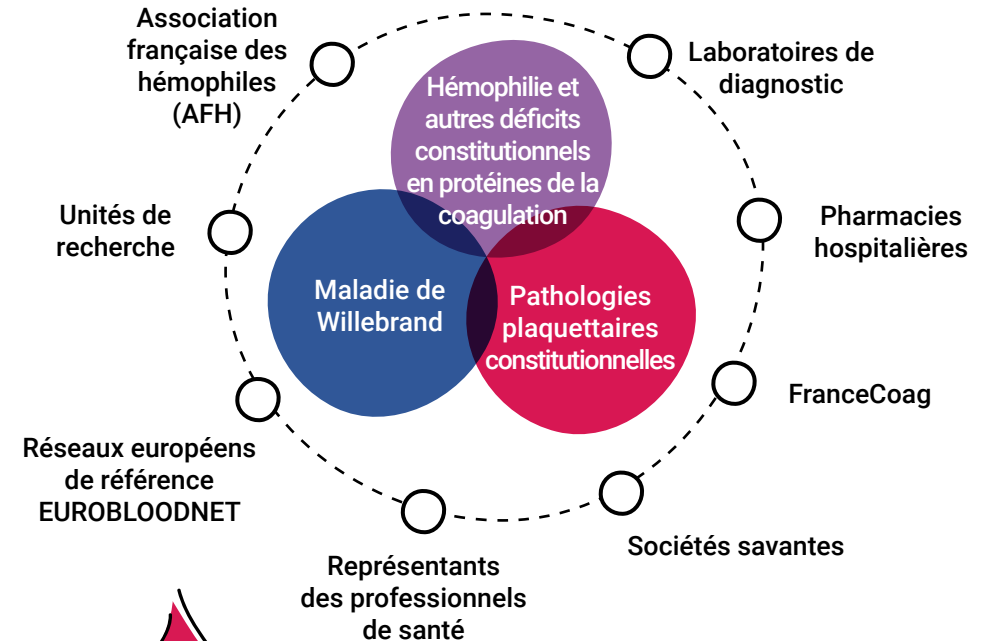 Association
française des
hémophiles
(AFH)
Laboratoires de
diagnostic
Hémophilie et
autres déficits
constitutionnels
en protéines de la
coagulation
Unités de
recherche
Pharmacies
hospitalières
Maladie de
Willebrand
Pathologies
plaquettaires
constitutionnelles
FranceCoag
Réseaux européens
de référence
EUROBLOODNET
Sociétés savantes
Représentants
des professionnels
de santé